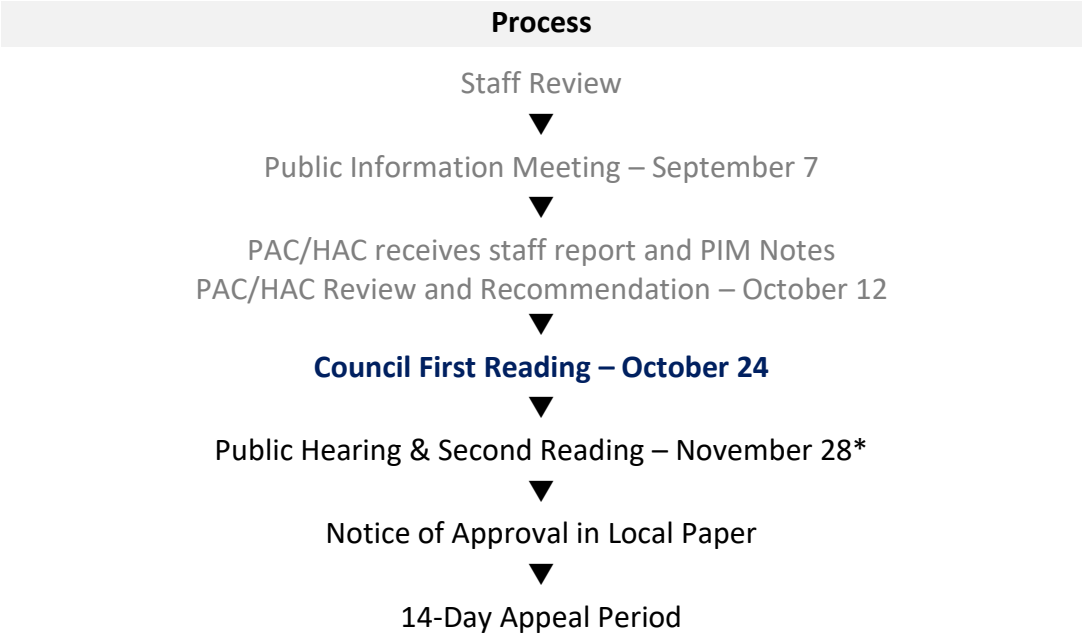 Process
Staff Review
Public Information Meeting – September 7
PAC/HAC receives staff report and PIM Notes
PAC/HAC Review and Recommendation – October 12
Council First Reading – October 24
Public Hearing & Second Reading – November 28*
Notice of Approval in Local Paper
14-Day Appeal Period